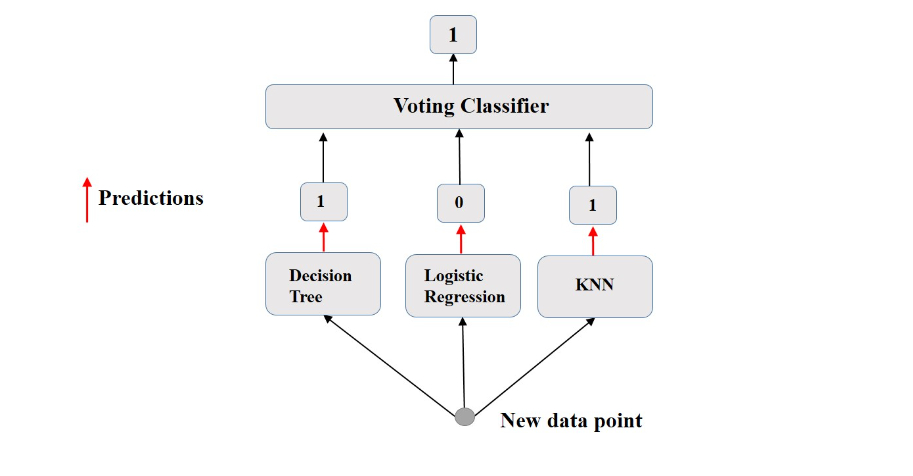 1
Voting Classifier
Predictions
1
0
1
Decision
Tree
Logistic
Regression
KNN
New data point